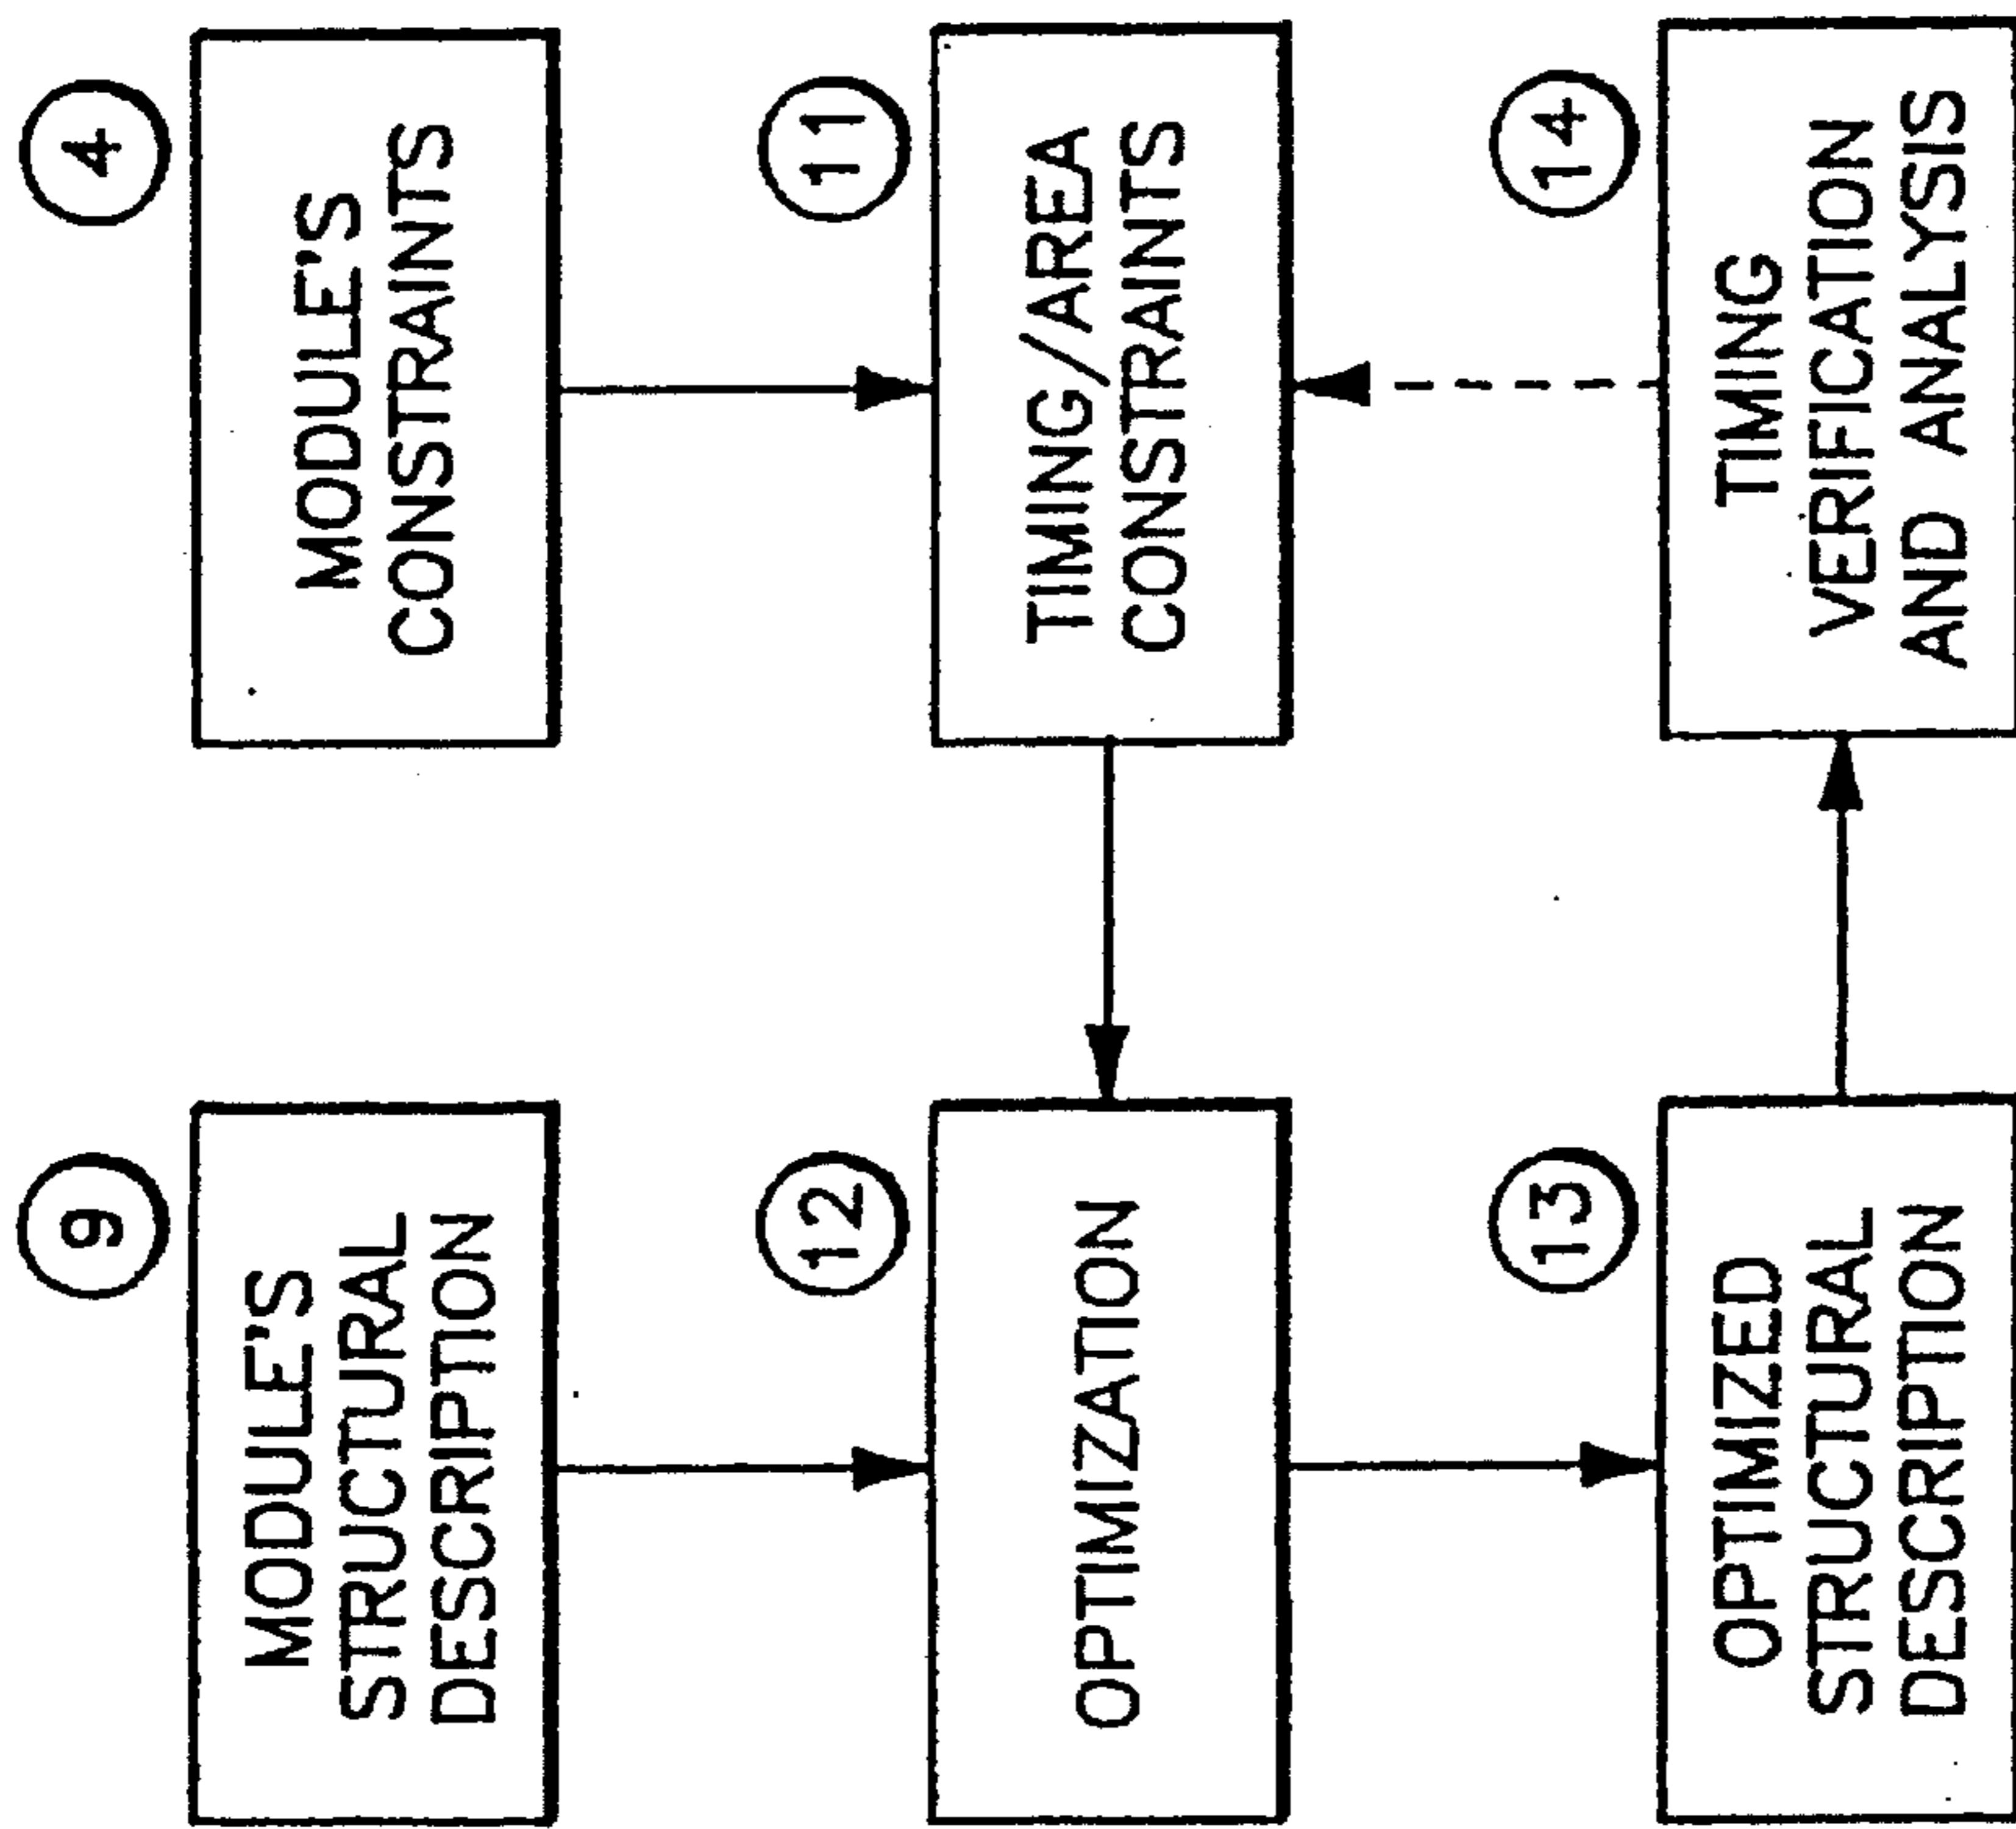 9
MODULE'S
STRUCTURAL
DESCRIPTION
4
MODULE'S
CONSTRAINTS
12
OPTIMIZATION
11
TIMING/AREA
CONSTRAINTS
13
OPTIMIZED
STRUCTURAL
DESCRIPTION
14
TIMING
VERIFICATION
AND ANALYSIS